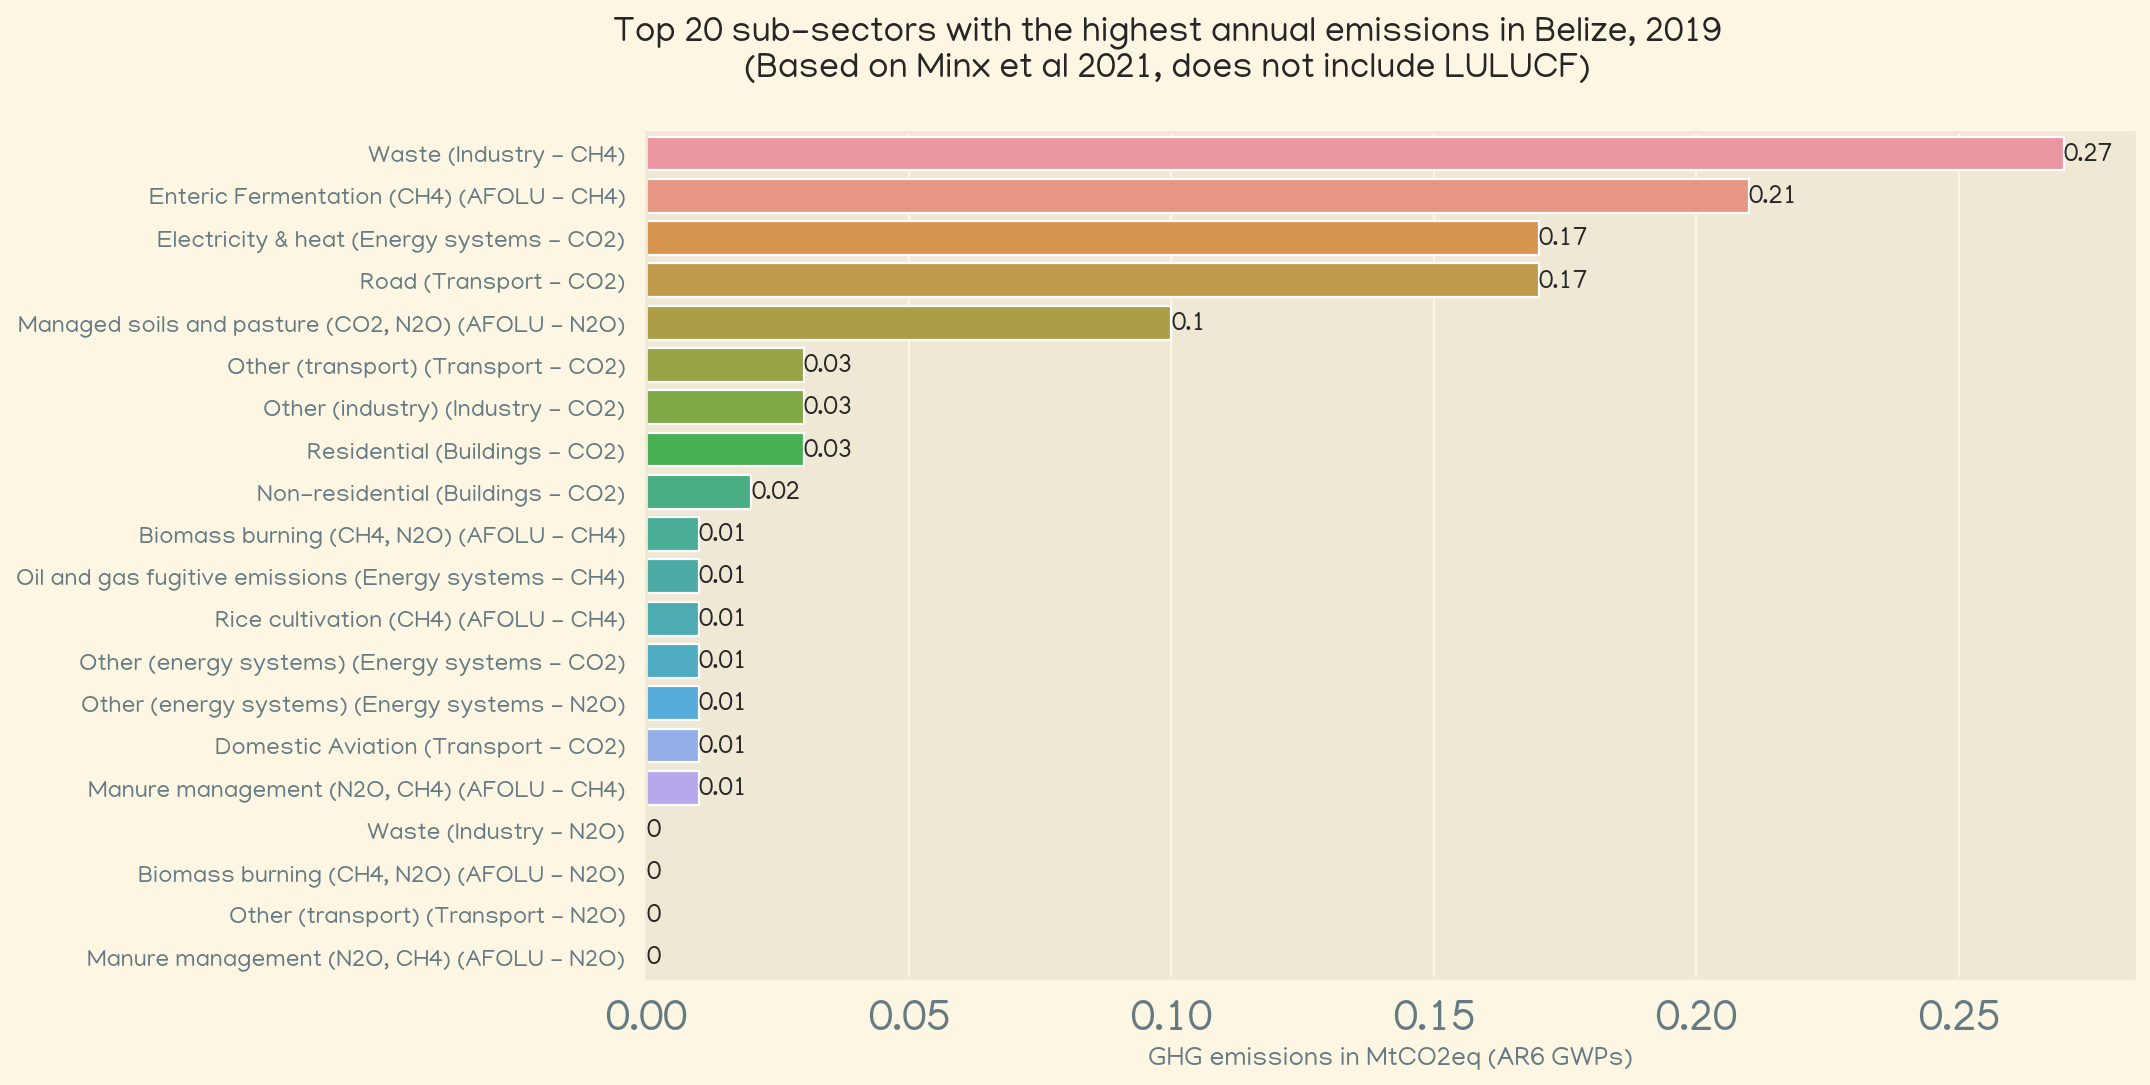 Top 20 sub-sectors with the highest annual emissions in Belize, 2019
(Based on Minx et al 2021, does not include LULUCF)
Waste (Industry - CH4) 0.27
Enteric Fermentation (CH4) (AFOLU - CH4) 0.21
Electricity & heat (Energy systems - CO2) 0.17
Road (Transport - CO2) 0.17
Managed soils and pasture (CO2, N2O) (AFOLU - N2O) 0.1
Other (transport) (Transport - CO2) 0.03
Other (industry) (Industry - CO2) 0.03
Residential (Buildings - CO2) 0.03
Non-residential (Buildings - CO2) 0.02
Biomass burning (CH4, N2O) (AFOLU - CH4) 0.01
Oil and gas fugitive emissions (Energy systems - CH4) 0.01
Rice cultivation (CH4) (AFOLU - CH4) 0.01
Other (energy systems) (Energy systems - CO2) 0.01
Other (energy systems) (Energy systems - N2O) 0.01
Domestic Aviation (Transport - CO2) 0.01
Manure management (N2O, CH4) (AFOLU - CH4) 0.01
Waste (Industry - N2O) 0
Biomass burning (CH4, N2O) (AFOLU - N2O) 0
Other (transport) (Transport - N2O) 0
Manure management (N2O, CH4) (AFOLU - N2O) 0
0.00 0.05 0.10 0.15 0.20 0.25
GHG emissions in MtCO2eq (AR6 GWPs)